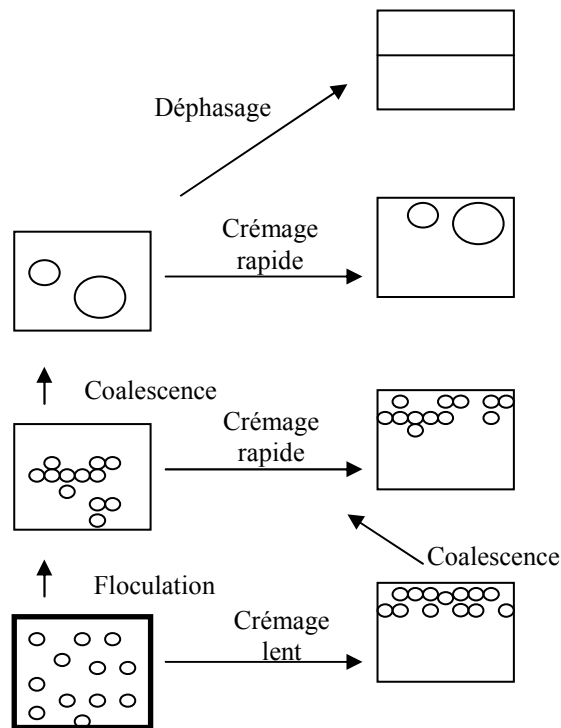 Déphasage
Crémage
rapide
Coalescence
Crémage
rapide
Coalescence
Floculation
Crémage
lent